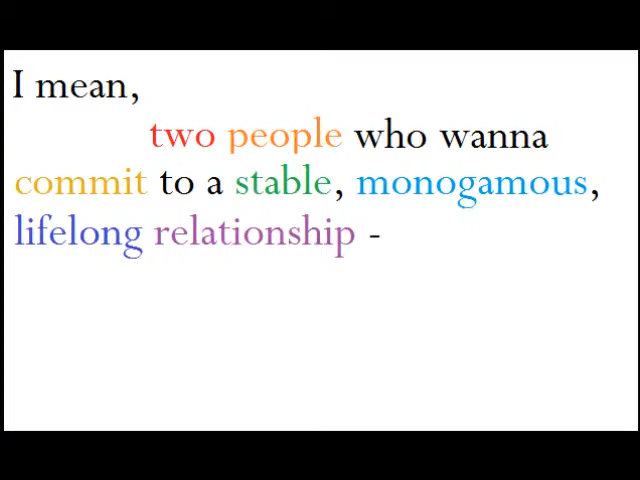 I mean,
two people who wanna
commit to a stable, monogamous,
lifelong relationship -